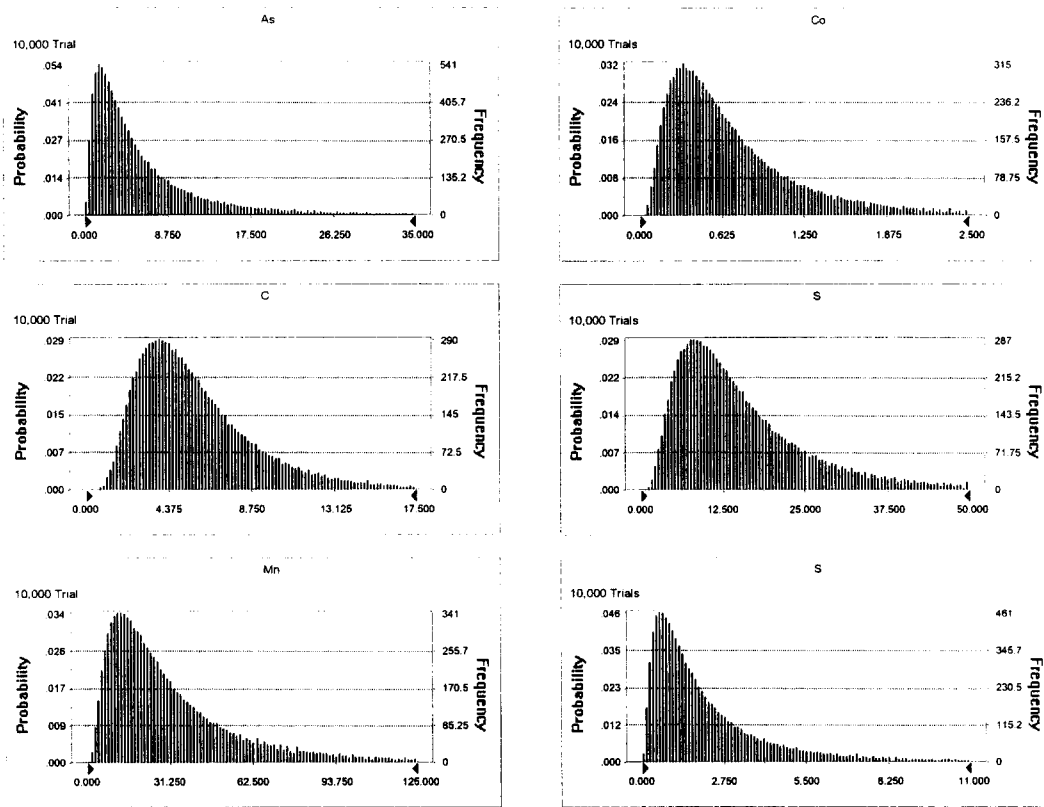 As
10,000 Trial
.054
541
.041
405.7
.027
270.5
.014
135.2
.000
0
Probability
Frequency
0.000 8.750 17.500 26.250 35.000
Co
10,000 Trials
.032
315
.024
236.2
.016
157.5
.008
78.75
.000
0
Probability
Frequency
0.000 0.625 1.250 1.875 2.500
C
10,000 Trial
.029
290
.022
217.5
.015
145
.007
72.5
.000
0
Probability
Frequency
0.000 4.375 8.750 13.125 17.500
S
10,000 Trials
.029
287
.022
215.2
.014
143.5
.007
71.75
.000
0
Probability
Frequency
0.000 12.500 25.000 37.500 50.000
Mn
10,000 Trial
.034
341
.026
255.7
.017
170.5
.009
85.25
.000
0
Probability
Frequency
0.000 31.250 62.500 93.750 125.000
S
10,000 Trials
.046
461
.035
345.7
.023
230.5
.012
115.2
.000
0
Probability
Frequency
0.000 2.750 5.500 8.250 11.000